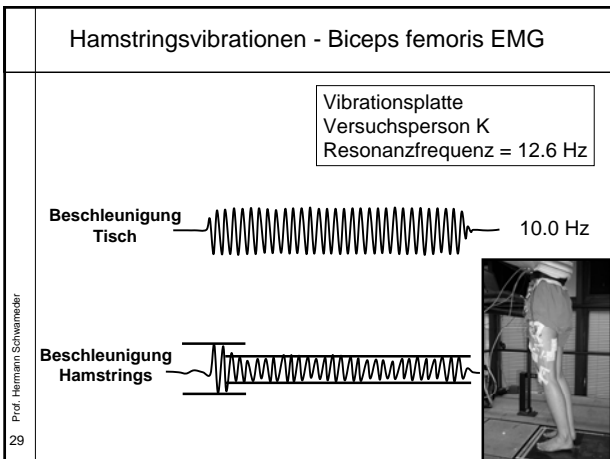 Hamstringsvibrationen - Biceps femoris EMG
Vibrationsplatte
Versuchsperson K
Resonanzfrequenz = 12.6 Hz
Beschleunigung
Tisch
10.0 Hz
Beschleunigung
Hamstrings
Prof. Hermann Schwameder
29